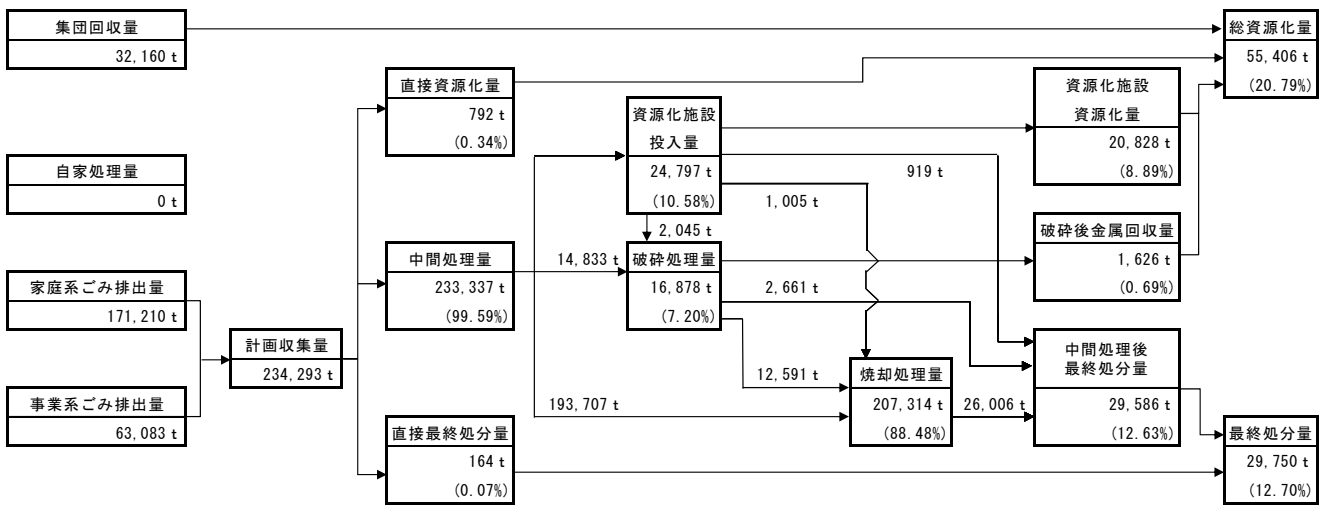 集団回収量
32,160 t
自家処理量
0 t
家庭系ごみ排出量
171,210 t
事業系ごみ排出量
63,083 t
計画収集量
234,293 t
直接資源化量
792 t
(0.34%)
中間処理量
233,337 t
(99.59%)
直接最終処分量
164 t
(0.07%)
14,833 t
193,707 t
資源化施設
投入量
24,797 t
(10.58%)
2,045 t
破砕処理量
16,878 t
(7.20%)
919 t
1,005 t
2,661 t
12,591 t
焼却処理量
207,314 t
(88.48%)
26,006 t
資源化施設
資源化量
20,828 t
(8.89%)
破砕後金属回収量
1,626 t
(0.69%)
中間処理後
最終処分量
29,586 t
(12.63%)
総資源化量
55,406 t
(20.79%)
最終処分量
29,750 t
(12.70%)